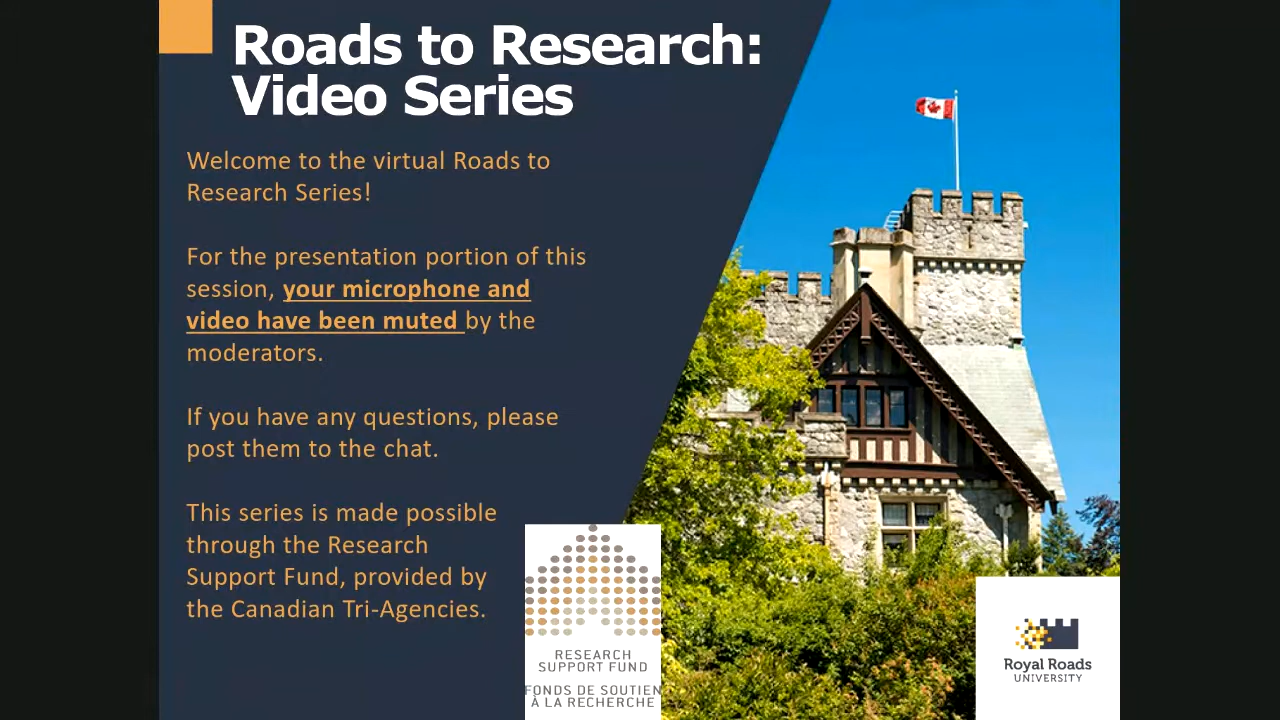 Roads to Research:
Video Series
Welcome to the virtual Roads to
Research Series!
For the presentation portion of this
session, your microphone and
video have been muted by the
moderators.
If you have any questions, please
post them to the chat.
This series is made possible
through the Research
Support Fund, provided by
the Canadian Tri-Agencies.
RESEARCH
SUPPORT FUND
FONDS DE SOUTIEN
À LA RECHERCHE
Royal Roads
UNIVERSITY